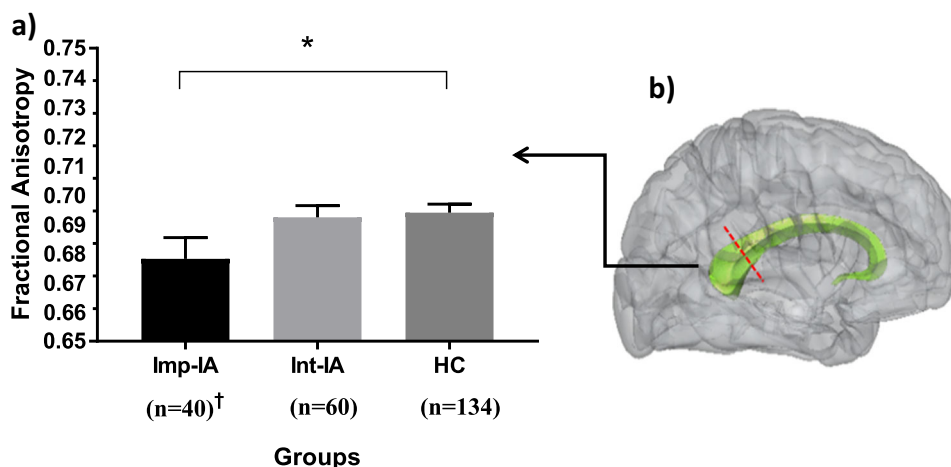 a)
Fractional Anisotropy
0.75
0.74
0.73
0.72
0.71
0.70
0.69
0.68
0.67
0.66
0.65
*
Imp-IA Int-IA HC
(n=40)† (n=60) (n=134)
Groups
b)